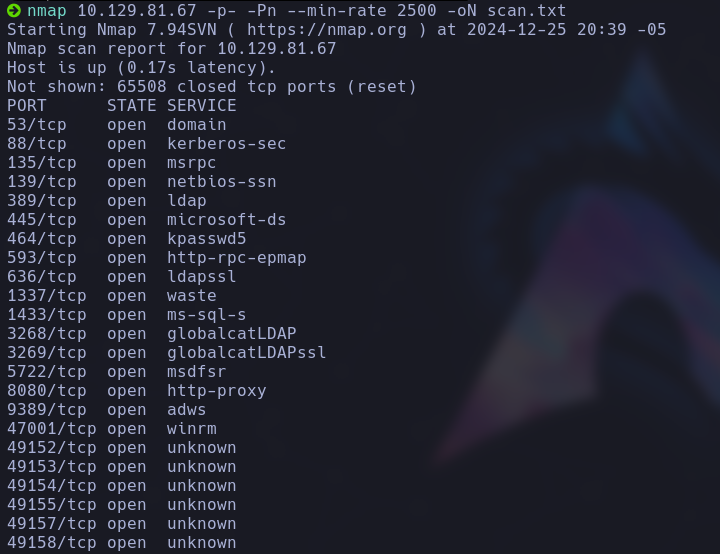 nmap 10.129.81.67 -p- -Pn --min-rate 2500 -oN scan.txt
Starting Nmap 7.94SVN ( https://nmap.org ) at 2024-12-25 20:39 -05
Nmap scan report for 10.129.81.67
Host is up (0.17s latency).
Not shown: 65508 closed tcp ports (reset)
PORT      STATE SERVICE
53/tcp    open  domain
88/tcp    open  kerberos-sec
135/tcp   open  msrpc
139/tcp   open  netbios-ssn
389/tcp   open  ldap
445/tcp   open  microsoft-ds
464/tcp   open  kpasswd5
593/tcp   open  http-rpc-epmap
636/tcp   open  ldapssl
1337/tcp  open  waste
1433/tcp  open  ms-sql-s
3268/tcp  open  globalcatLDAP
3269/tcp  open  globalcatLDAPssl
5722/tcp  open  msdfsr
8080/tcp  open  http-proxy
9389/tcp  open  adws
47001/tcp open  winrm
49152/tcp open  unknown
49153/tcp open  unknown
49154/tcp open  unknown
49155/tcp open  unknown
49157/tcp open  unknown
49158/tcp open  unknown